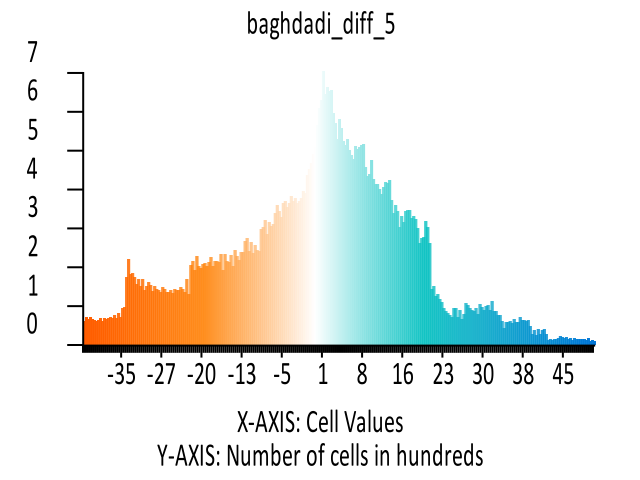 baghdadi_diff_5
7
6
5
4
3
2
1
0
-35 -27 -20 -13 -5 1 8 16 23 30 38 45
X-AXIS: Cell Values
Y-AXIS: Number of cells in hundreds